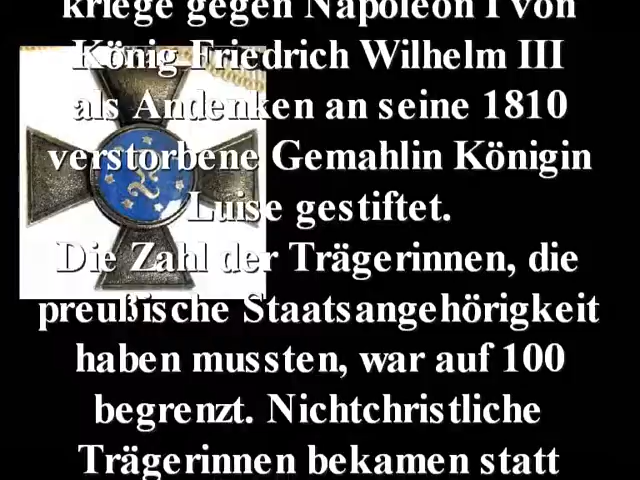 kriege gegen Napoleon I von
König Friedrich Wilhelm III
als Andenken an seine 1810
verstorbene Gemahlin Königin
Luise gestiftet.
Die Zahl der Trägerinnen, die
preußische Staatsangehörigkeit
haben mussten, war auf 100
begrenzt. Nichtchristliche
Trägerinnen bekamen statt
L